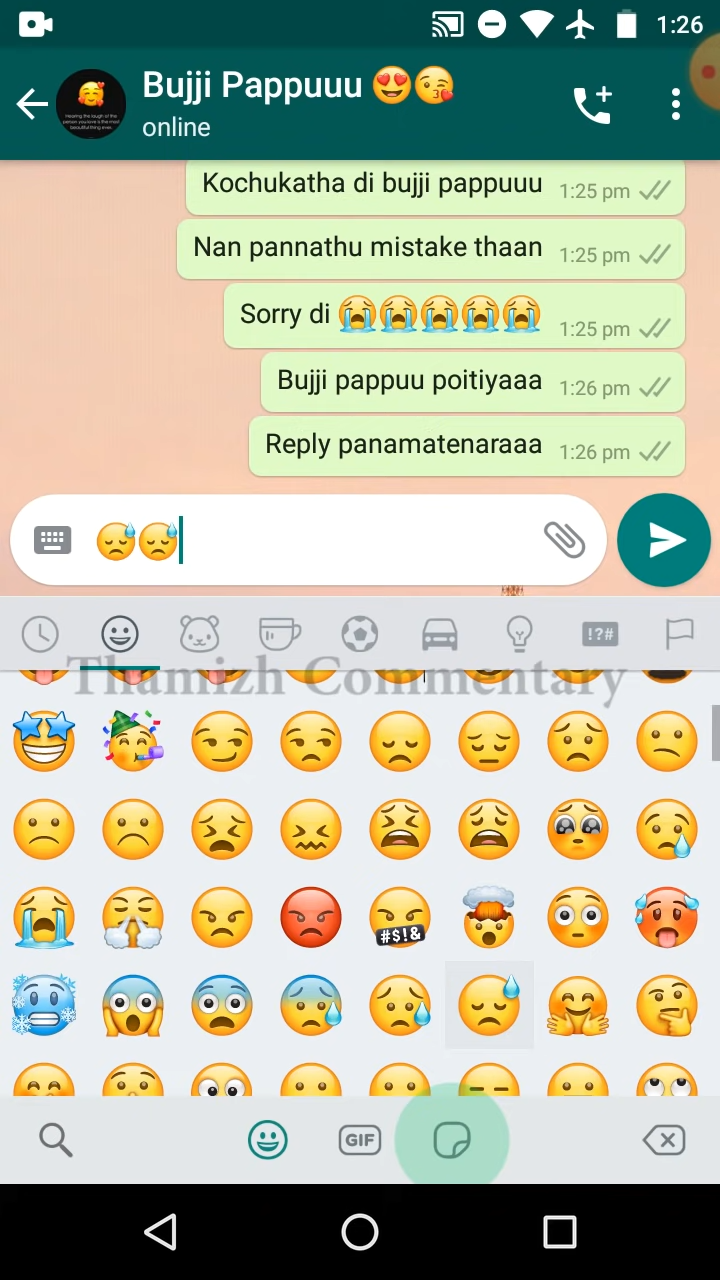 1:26
Bujji Pappuuu 😍😘
online
Kochukatha di bujji pappuuu 1:25 pm
Nan pannathu mistake thaan 1:25 pm
Sorry di 😭😭😭😭😭 1:25 pm
Bujji pappuu poitiyaaa 1:26 pm
Reply panamatenaraaa 1:26 pm
😓😓
!?#
Thamizh Commentary
#$!&
GIF